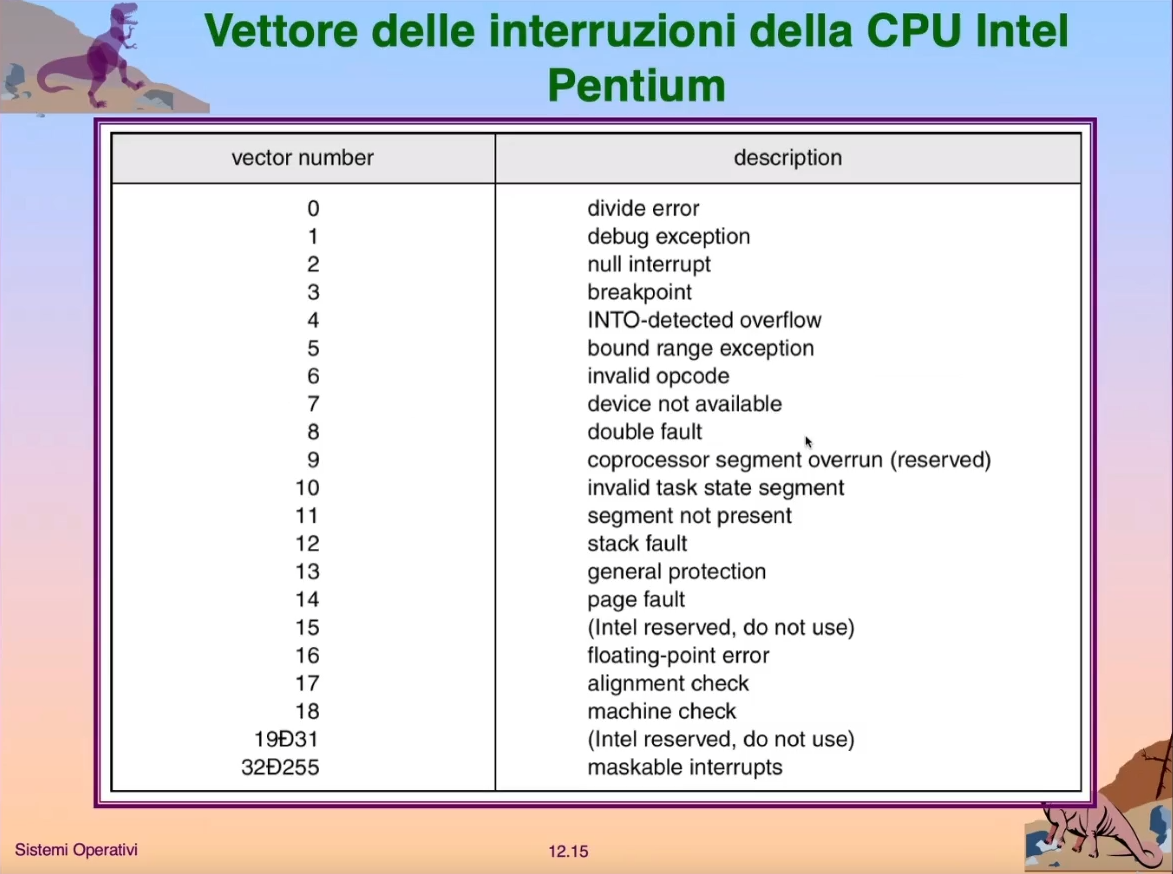 Vettore delle interruzioni della CPU Intel
Pentium
vector number description
0 divide error
1 debug exception
2 null interrupt
3 breakpoint
4 INTO-detected overflow
5 bound range exception
6 invalid opcode
7 device not available
8 double fault
9 coprocessor segment overrun (reserved)
10 invalid task state segment
11 segment not present
12 stack fault
13 general protection
14 page fault
15 (Intel reserved, do not use)
16 floating-point error
17 alignment check
18 machine check
19Ð31 (Intel reserved, do not use)
32Ð255 maskable interrupts
Sistemi Operativi 12.15